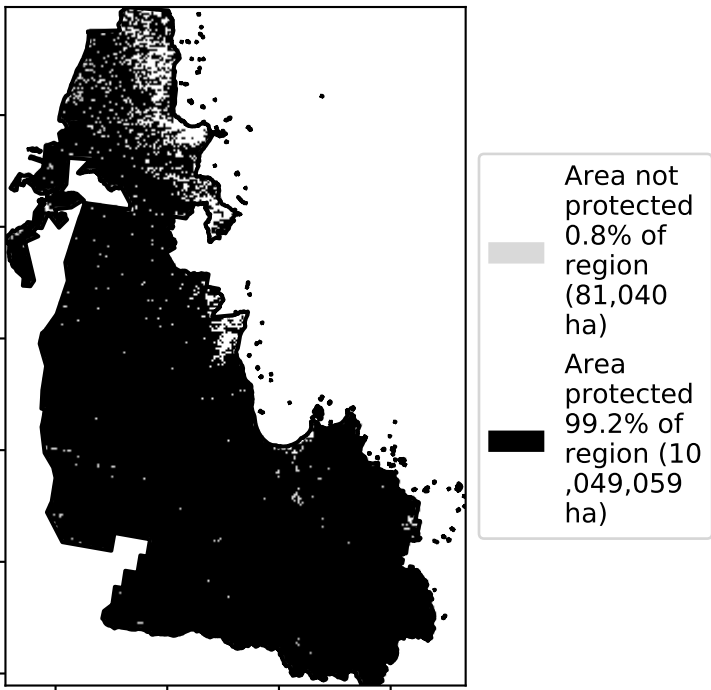 Area not
protected
0.8% of
region
(81,040
ha)
Area
protected
99.2% of
region (10
,049,059
ha)